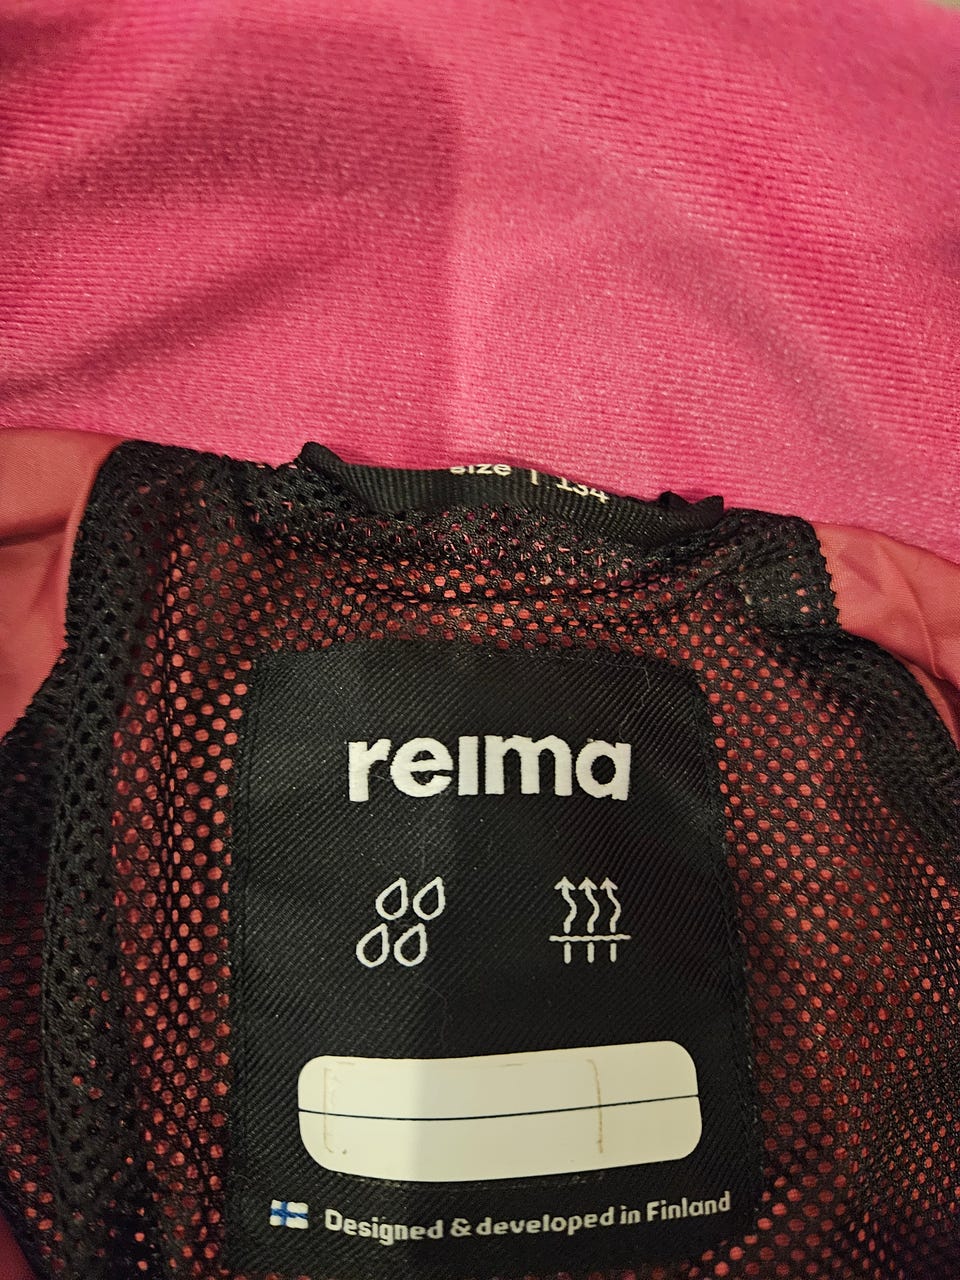 size | 134
reima
Designed & developed in Finland